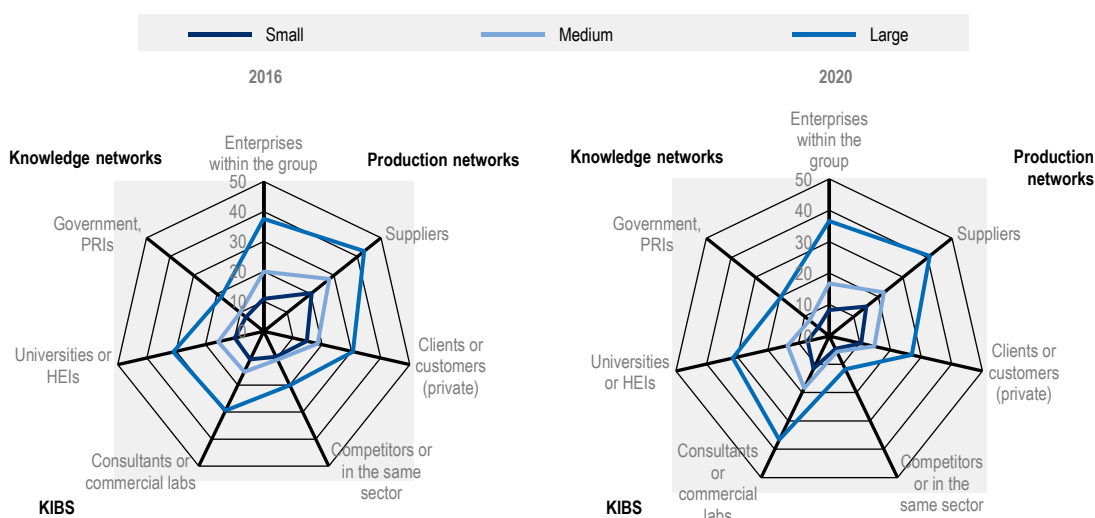 Small
Medium
Large
2016
2020
Knowledge networks
Enterprises
within the group
Production networks
50
40
30
20
10
0
Government,
PRIs
Suppliers
Universities or
HEIs
Clients or
customers
(private)
Consultants or
commercial labs
Competitors or
in the same
sector
KIBS
Knowledge networks
Enterprises
within the
group
Production
networks
50
40
30
20
10
0
Government,
PRIs
Suppliers
Universities
or HEIs
Clients or
customers
(private)
Consultants
or
commercial
labs
Competitors
or in the
same sector
KIBS